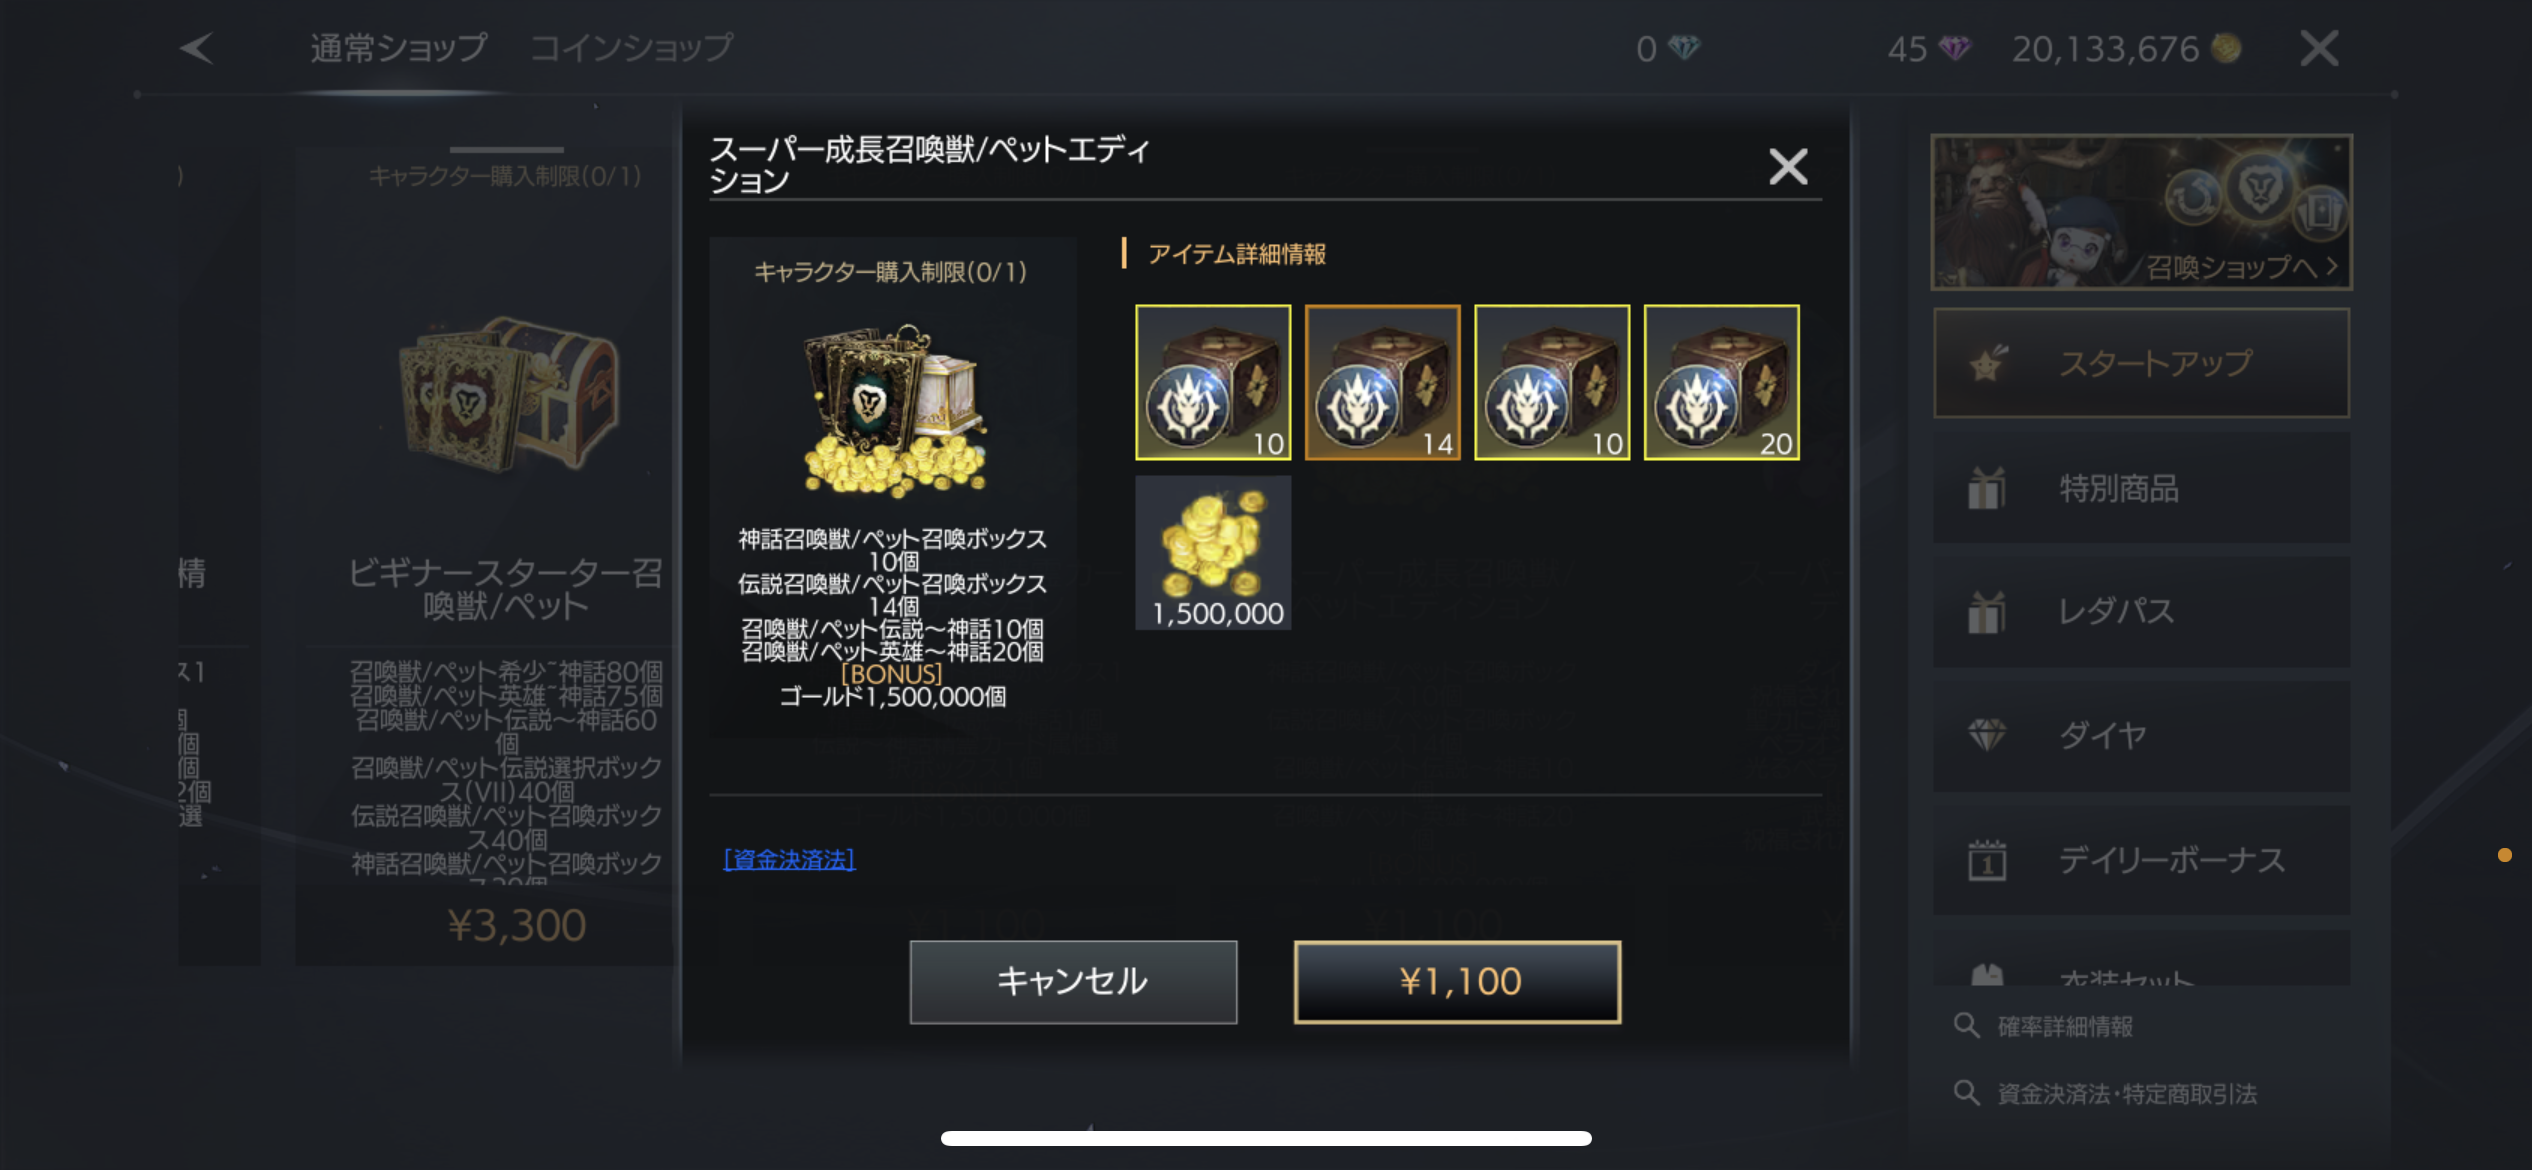 通常ショップ
コインショップ
0
45
20,133,676
キャラクター購入制限(0/1)
ビギナースターター召
喚獣/ペット
召喚獣/ペット希少~神話80個
召喚獣/ペット英雄~神話75個
召喚獣/ペット伝説～神話60
個
召喚獣/ペット伝説選択ボック
ス(VII)40個
伝説召喚獣/ペット召喚ボック
ス40個
神話召喚獣/ペット召喚ボック
¥3,300
精
ス1
個
個
個
2個
選
スーパー成長召喚獣/ペットエディ
ション
キャラクター購入制限(0/1)
神話召喚獣/ペット召喚ボックス
10個
伝説召喚獣/ペット召喚ボックス
14個
召喚獣/ペット伝説～神話10個
召喚獣/ペット英雄～神話20個
[BONUS]
ゴールド1,500,000個
アイテム詳細情報
10
14
10
20
1,500,000
[資金決済法]
キャンセル
¥1,100
召喚ショップへ
スタートアップ
特別商品
レダパス
ダイヤ
1
デイリーボーナス
衣装セット
確率詳細情報
資金決済法・特定商取引法